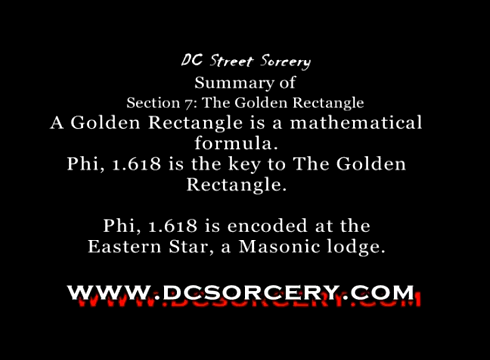 DC Street Sorcery
Summary of
Section 7: The Golden Rectangle
A Golden Rectangle is a mathematical
formula.
Phi, 1.618 is the key to The Golden
Rectangle.
Phi, 1.618 is encoded at the
Eastern Star, a Masonic lodge.
WWW.DCSORCERY.COM